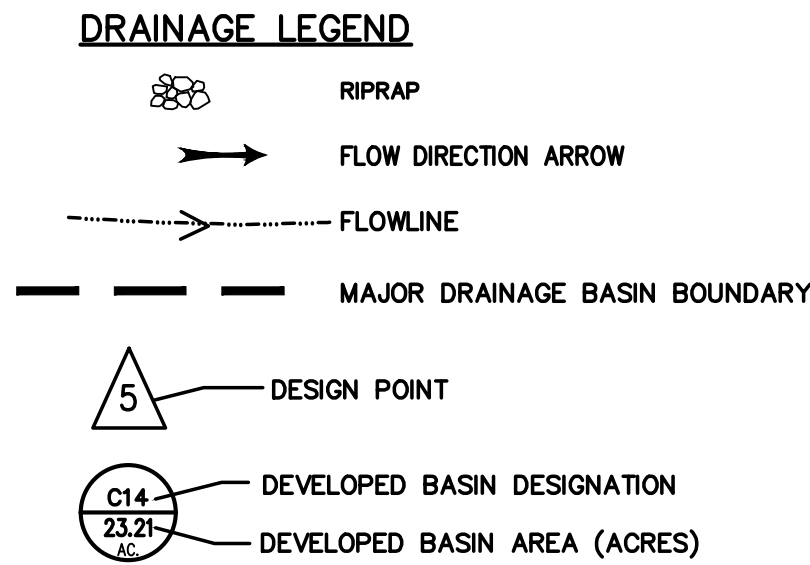 DRAINAGE LEGEND
RIPRAP
FLOW DIRECTION ARROW
FLOWLINE
MAJOR DRAINAGE BASIN BOUNDARY
5
DESIGN POINT
C14
DEVELOPED BASIN DESIGNATION
23.21
AC.
DEVELOPED BASIN AREA (ACRES)